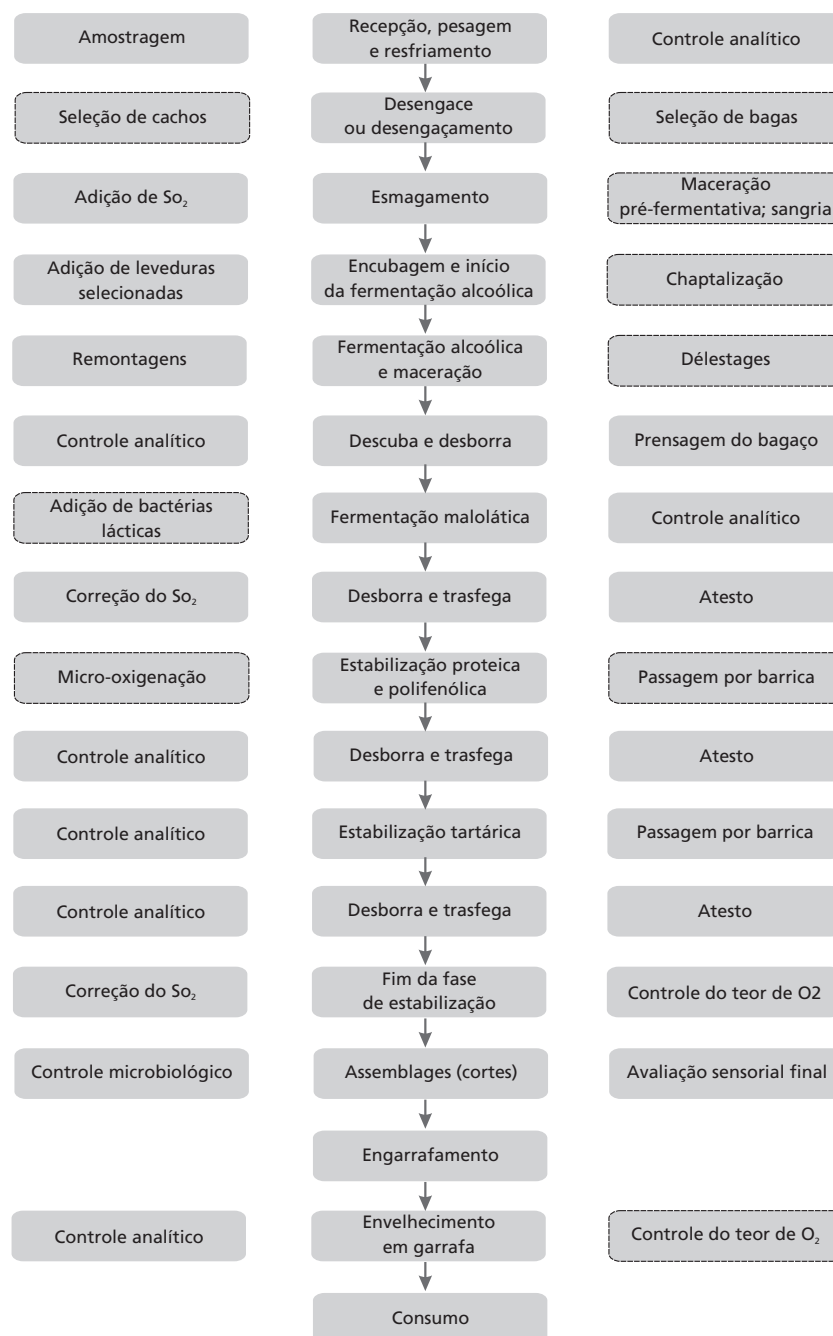 Amostragem
Recepção, pesagem
e resfriamento
Controle analítico
Seleção de cachos
Desengace
ou desengaçamento
Seleção de bagas
Adição de So₂
Esmagamento
Maceração
pré-fermentativa; sangria
Adição de leveduras
selecionadas
Encubagem e início
da fermentação alcoólica
Chaptalização
Remontagens
Fermentação alcoólica
e maceração
Délestages
Controle analítico
Descuba e desborra
Prensagem do bagaço
Adição de bactérias
lácticas
Fermentação malolática
Controle analítico
Correção do So₂
Desborra e trasfega
Atesto
Micro-oxigenação
Estabilização proteica
e polifenólica
Passagem por barrica
Controle analítico
Desborra e trasfega
Atesto
Controle analítico
Estabilização tartárica
Passagem por barrica
Controle analítico
Desborra e trasfega
Atesto
Correção do So₂
Fim da fase
de estabilização
Controle do teor de O2
Controle microbiológico
Assemblages (cortes)
Avaliação sensorial final
Engarrafamento
Controle analítico
Envelhecimento
em garrafa
Controle do teor de O₂
Consumo